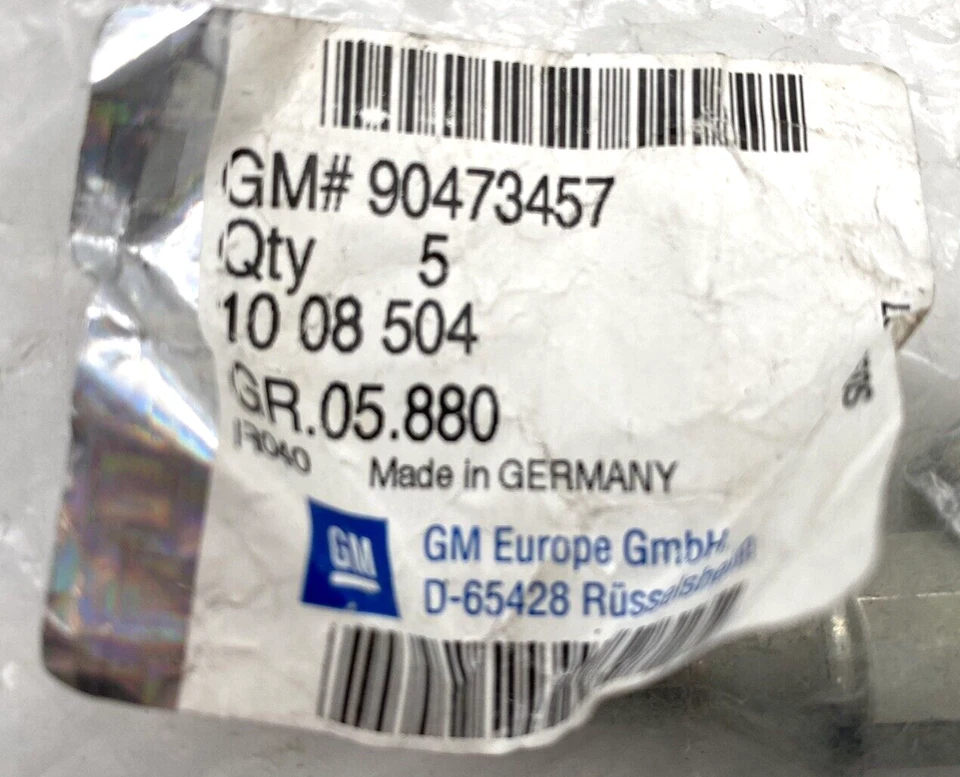 GM# 90473457
Qty 5
10 08 504
GR.05.880
Made in GERMANY
GM
GM Europe GmbH
D-65428 Rüsselsheim